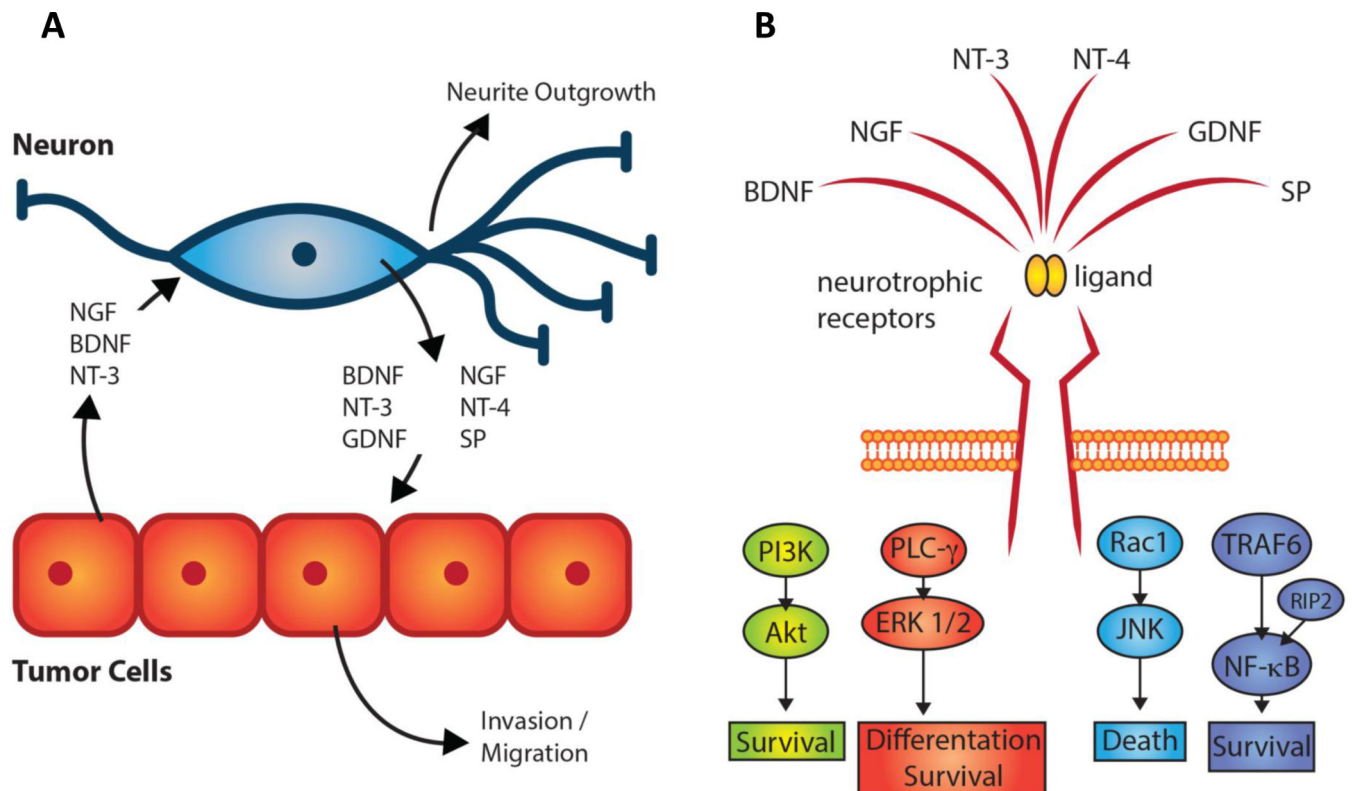 A
Neurite Outgrowth
Neuron
NGF
BDNF
NT-3
BDNF
NT-3
GDNF
NGF
NT-4
SP
Tumor Cells
Invasion /
Migration
B
NT-3
NT-4
NGF
GDNF
BDNF
SP
neurotrophic
receptors
ligand
PI3K
Akt
Survival
PLC-γ
ERK 1/2
Differentation
Survival
Rac1
JNK
Death
TRAF6
RIP2
NF-κB
Survival